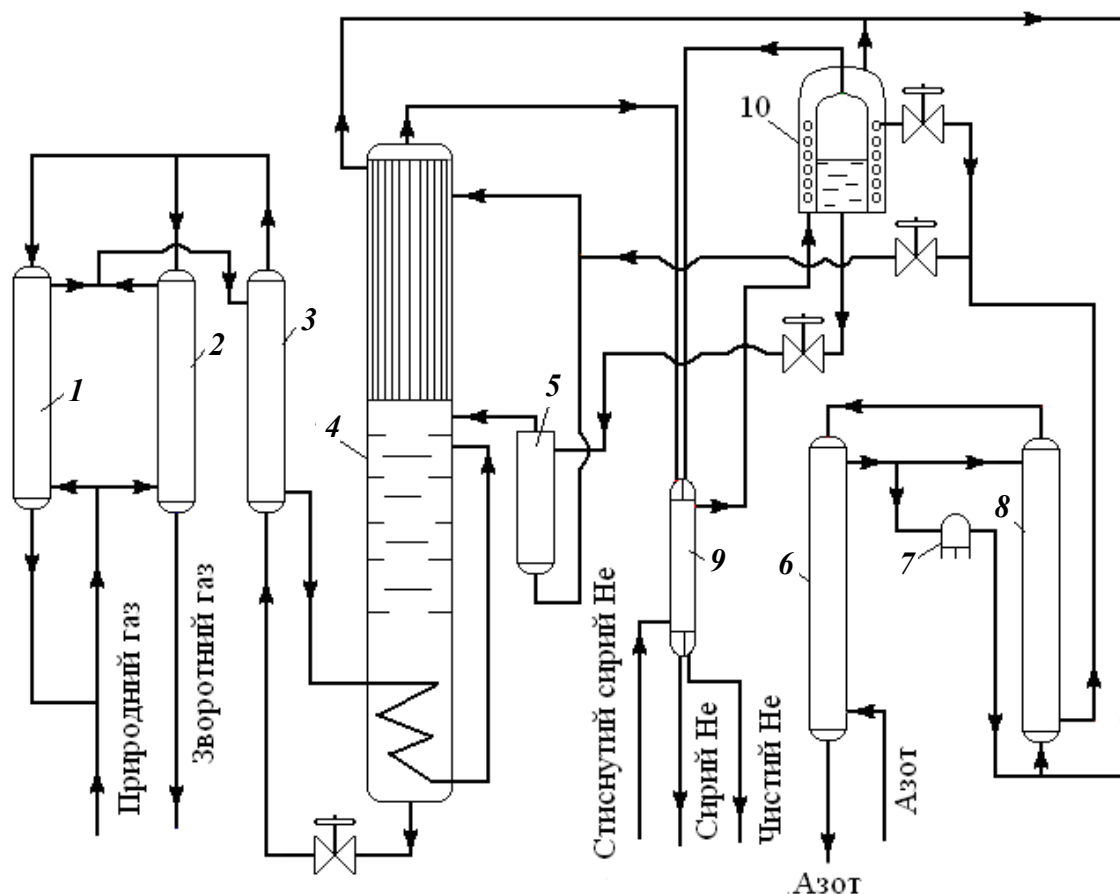 10
3
2
1
5
4
9
8
6
7
Природний газ
Зворотний газ
Стиснутий сирий Не
Сирий Не
Чистий Не
Азот
Азот